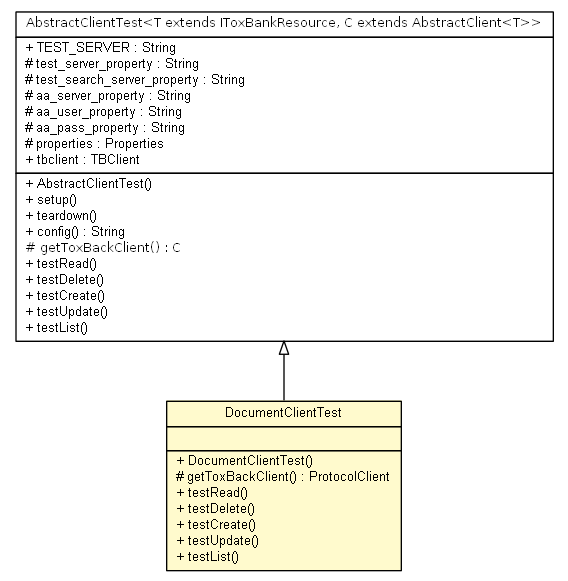 AbstractClientTest<T extends IToxBankResource, C extends AbstractClient<T>>
+ TEST_SERVER : String
# test_server_property : String
# test_search_server_property : String
# aa_server_property : String
# aa_user_property : String
# aa_pass_property : String
# properties : Properties
+ tbclient : TBClient
+ AbstractClientTest()
+ setup()
+ teardown()
+ config() : String
# getToxBackClient() : C
+ testRead()
+ testDelete()
+ testCreate()
+ testUpdate()
+ testList()
DocumentClientTest
+ DocumentClientTest()
# getToxBackClient() : ProtocolClient
+ testRead()
+ testDelete()
+ testCreate()
+ testUpdate()
+ testList()